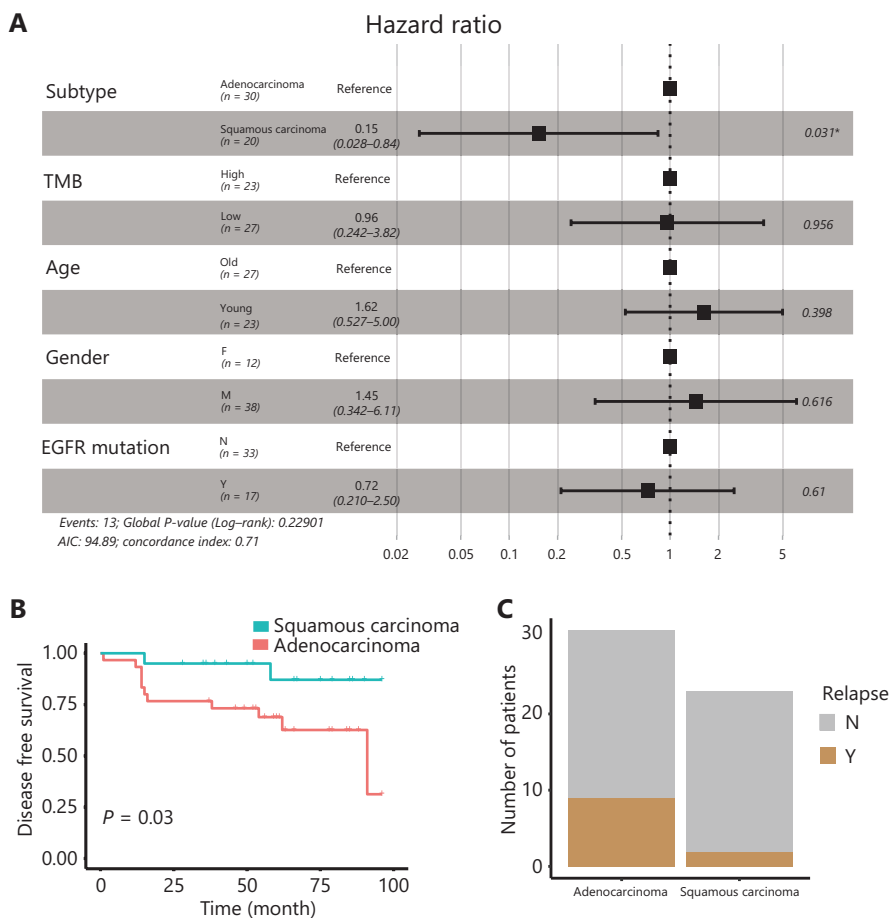 A
Hazard ratio
Subtype
Adenocarcinoma
(n = 30)
Reference
Squamous carcinoma
(n = 20)
0.15
(0.028–0.84)
0.031*
TMB
High
(n = 23)
Reference
Low
(n = 27)
0.96
(0.242–3.82)
0.956
Age
Old
(n = 27)
Reference
Young
(n = 23)
1.62
(0.527–5.00)
0.398
Gender
F
(n = 12)
Reference
M
(n = 38)
1.45
(0.342–6.11)
0.616
EGFR mutation
N
(n = 33)
Reference
Y
(n = 17)
0.72
(0.210–2.50)
0.61
Events: 13; Global P-value (Log–rank): 0.22901
AIC: 94.89; concordance index: 0.71
0.02 0.05 0.1 0.2 0.5 1 2 5
B
Squamous carcinoma
Adenocarcinoma
Disease free survival
1.00
0.75
0.50
0.25
0.00
P = 0.03
0 25 50 75 100
Time (month)
C
Number of patients
30
20
10
0
Adenocarcinoma Squamous carcinoma
Relapse
N
Y